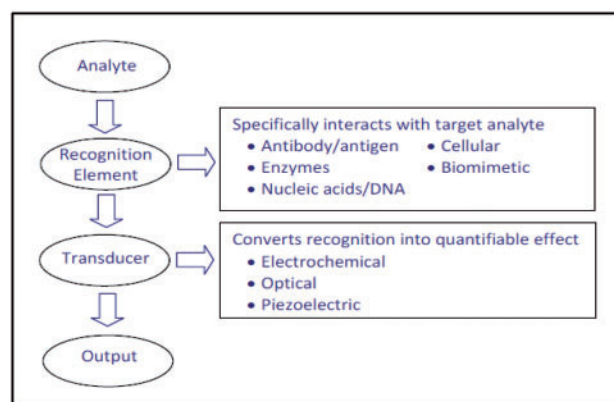 Analyte
Recognition
Element
Specifically interacts with target analyte
• Antibody/antigen • Cellular
• Enzymes • Biomimetic
• Nucleic acids/DNA
Transducer
Converts recognition into quantifiable effect
• Electrochemical
• Optical
• Piezoelectric
Output